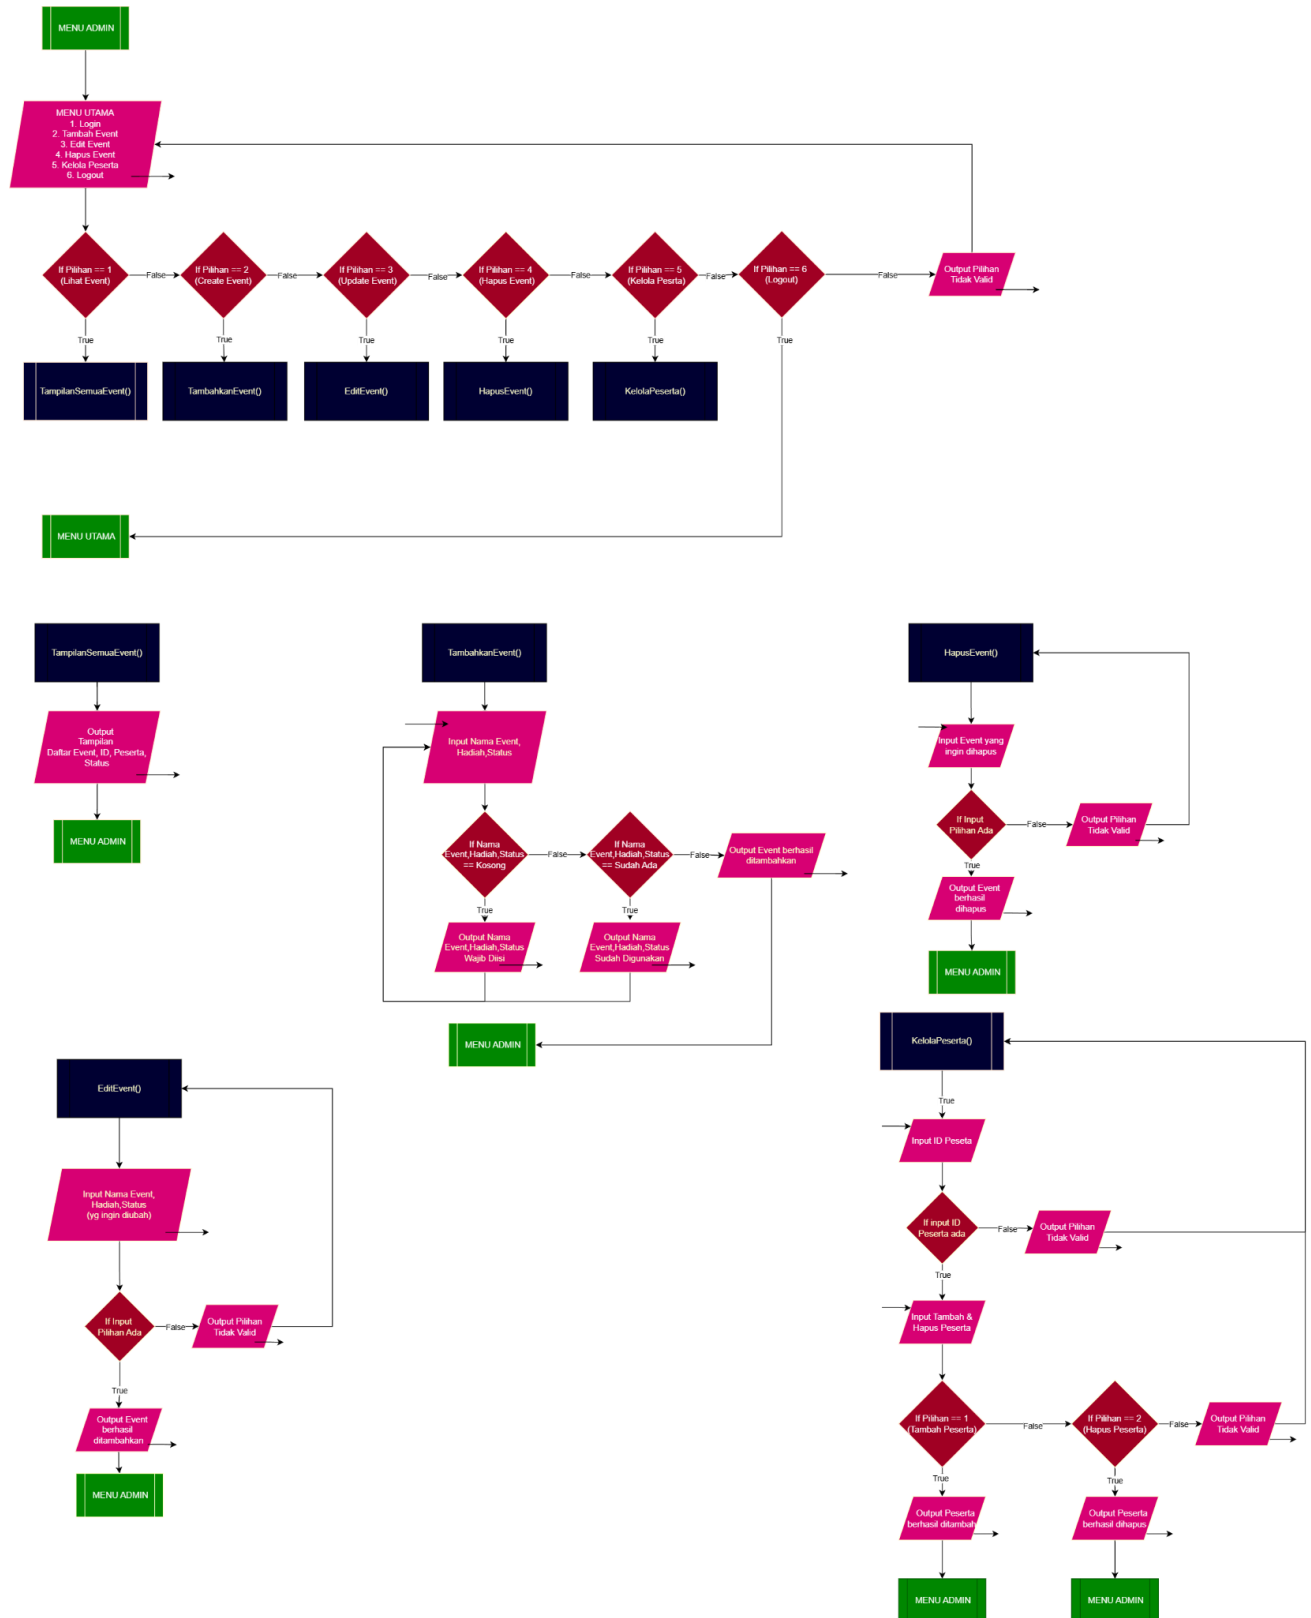 MENU ADMIN
MENU UTAMA
1. Login
2. Tambah Event
3. Edit Event
4. Hapus Event
5. Kelola Peserta
6. Logout
If Pilihan == 1
(Lihat Event)
False
If Pilihan == 2
(Create Event)
False
If Pilihan == 3
(Update Event)
False
If Pilihan == 4
(Hapus Event)
False
If Pilihan == 5
(Kelola Pesrta)
False
If Pilihan == 6
(Logout)
False
Output Pilihan
Tidak Valid
True
True
True
True
True
True
TampilanSemuaEvent()
TambahkanEvent()
EditEvent()
HapusEvent()
KelolaPeserta()
MENU UTAMA
TampilanSemuaEvent()
Output
Tampilan
Daftar Event, ID, Peserta,
Status
MENU ADMIN
TambahkanEvent()
Input Nama Event,
Hadiah,Status
If Nama
Event,Hadiah,Status
== Kosong
False
If Nama
Event,Hadiah,Status
== Sudah Ada
False
Output Event berhasil
ditambahkan
True
True
Output Nama
Event,Hadiah,Status
Wajib Diisi
Output Nama
Event,Hadiah,Status
Sudah Digunakan
MENU ADMIN
HapusEvent()
Input Event yang
ingin dihapus
If Input
Pilihan Ada
False
Output Pilihan
Tidak Valid
True
Output Event
berhasil
dihapus
MENU ADMIN
EditEvent()
Input Nama Event,
Hadiah,Status
(yg ingin diubah)
If Input
Pilihan Ada
False
Output Pilihan
Tidak Valid
True
Output Event
berhasil
ditambahkan
MENU ADMIN
KelolaPeserta()
True
Input ID Peseta
If input ID
Peserta ada
False
Output Pilihan
Tidak Valid
True
Input Tambah &
Hapus Peserta
If Pilihan == 1
(Tambah Peserta)
False
If Pilihan == 2
(Hapus Peserta)
False
Output Pilihan
Tidak Valid
True
True
Output Peserta
berhasil ditambah
Output Peserta
berhasil dihapus
MENU ADMIN
MENU ADMIN